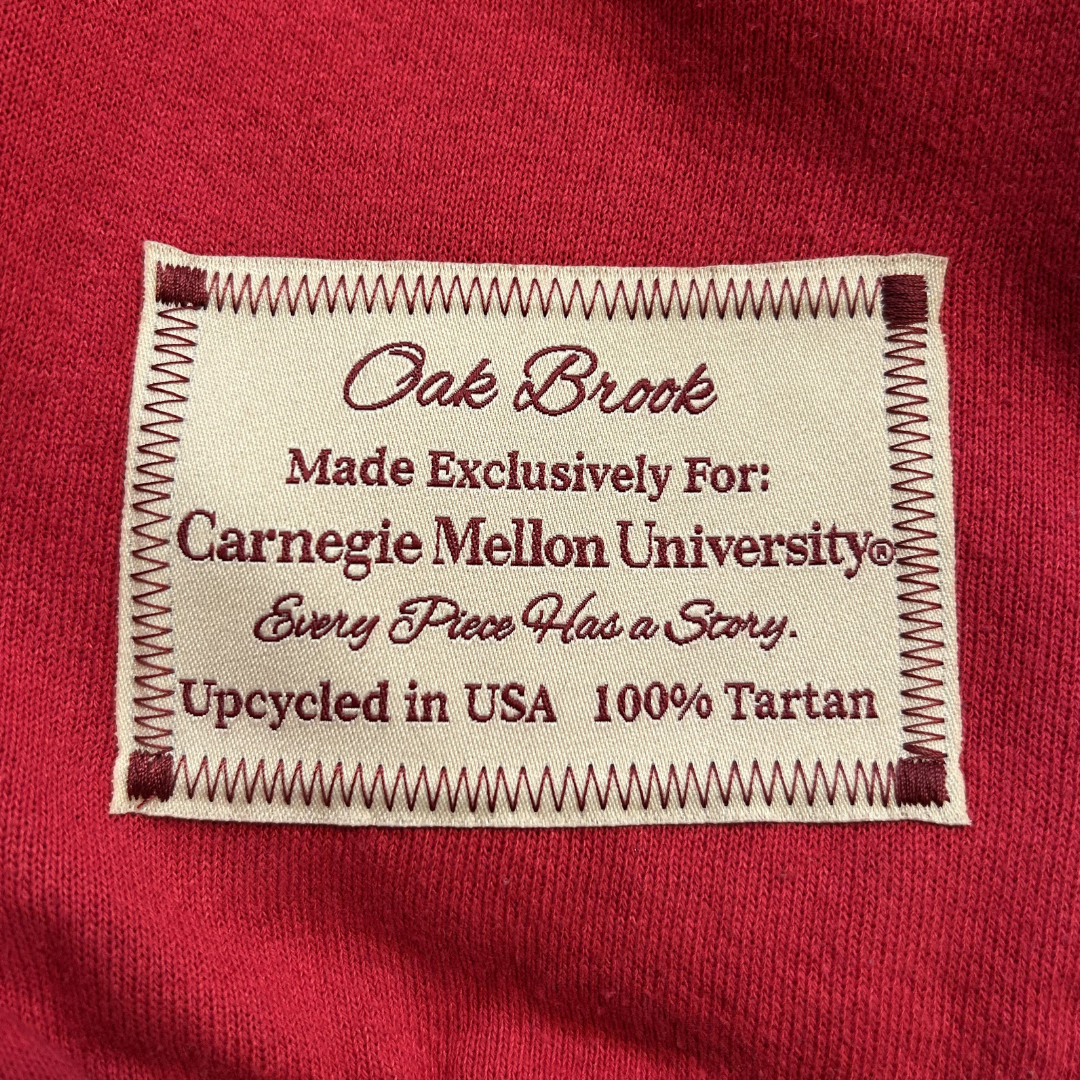 Oak Brook
Made Exclusively For:
Carnegie Mellon University®
Every Piece Has a Story.
Upcycled in USA 100% Tartan